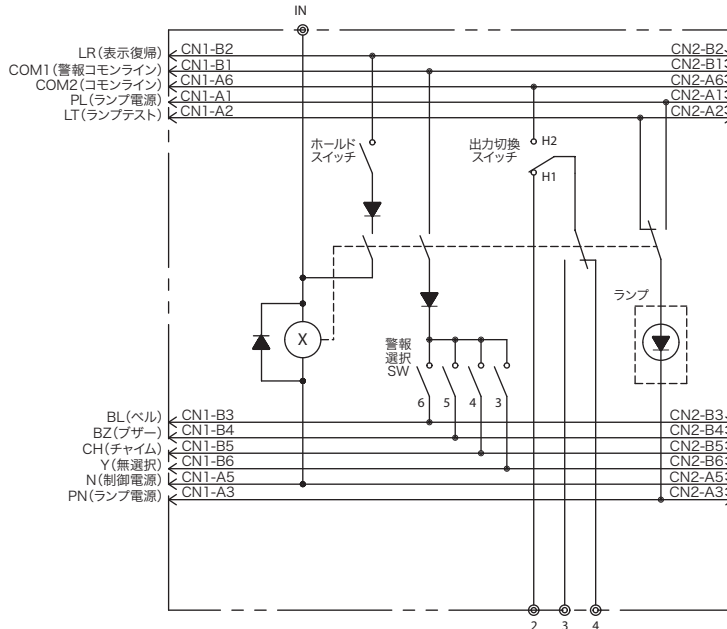 IN
LR(表示復帰) CN1-B2 CN2-B2
COM1(警報コモンライン) CN1-B1 CN2-B1
COM2(コモンライン) CN1-A6 CN2-A6
PL(ランプ電源) CN1-A1 CN2-A1
LT(ランプテスト) CN1-A2 CN2-A2
ホールド
スイッチ
出力切換
スイッチ
H2
H1
ランプ
X
警報
選択
SW
6 5 4 3
BL(ベル) CN1-B3 CN2-B3
BZ(ブザー) CN1-B4 CN2-B4
CH(チャイム) CN1-B5 CN2-B5
Y(無選択) CN1-B6 CN2-B6
N(制御電源) CN1-A5 CN2-A5
PN(ランプ電源) CN1-A3 CN2-A3
2 3 4